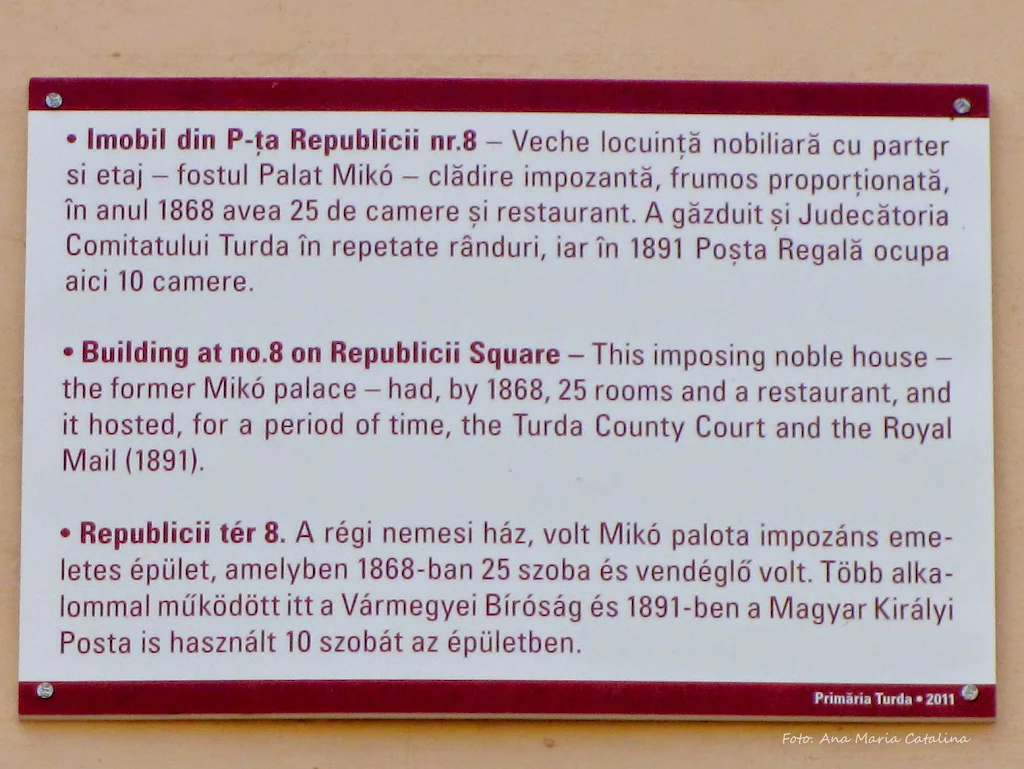 • Imobil din P-ța Republicii nr.8 – Veche locuință nobiliară cu parter
si etaj – fostul Palat Mikó – clădire impozantă, frumos proporționată,
în anul 1868 avea 25 de camere și restaurant. A găzduit și Judecătoria
Comitatului Turda în repetate rânduri, iar în 1891 Poșta Regală ocupa
aici 10 camere.
• Building at no.8 on Republicii Square – This imposing noble house –
the former Mikó palace – had, by 1868, 25 rooms and a restaurant, and
it hosted, for a period of time, the Turda County Court and the Royal
Mail (1891).
• Republicii tér 8. A régi nemesi ház, volt Mikó palota impozáns eme-
letes épület, amelyben 1868-ban 25 szoba és vendéglő volt. Több alka-
lommal működött itt a Vármegyei Bíróság és 1891-ben a Magyar Királyi
Posta is használt 10 szobát az épületben.
Primăria Turda • 2011
Foto: Ana Maria Catalina